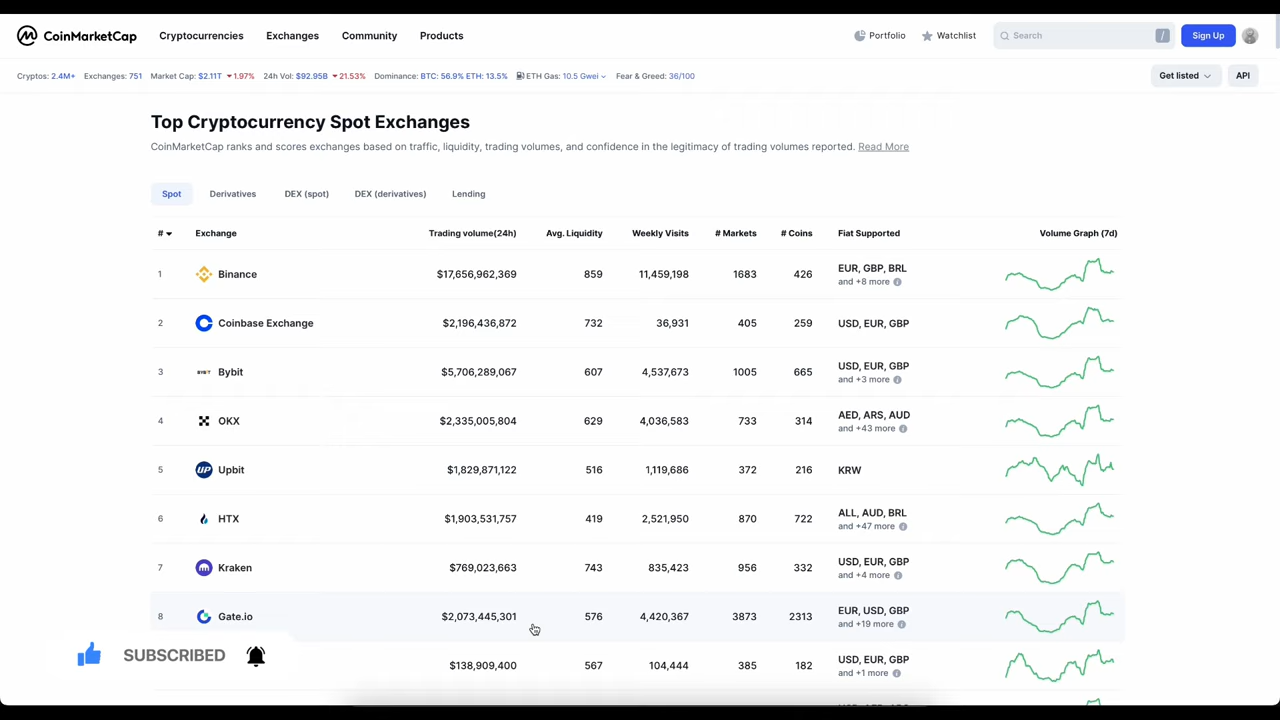 CoinMarketCap Cryptocurrencies Exchanges Community Products Portfolio Watchlist Search / Sign Up
Cryptos: 2.4M+ Exchanges: 751 Market Cap: $2.11T 1.97% 24h Vol: $92.95B 21.53% Dominance: BTC: 56.9% ETH: 13.5% ETH Gas: 10.5 Gwei Fear & Greed: 36/100 Get listed API
Top Cryptocurrency Spot Exchanges
CoinMarketCap ranks and scores exchanges based on traffic, liquidity, trading volumes, and confidence in the legitimacy of trading volumes reported. Read More
Spot Derivatives DEX (spot) DEX (derivatives) Lending
# Exchange Trading volume(24h) Avg. Liquidity Weekly Visits # Markets # Coins Fiat Supported Volume Graph (7d)
1 Binance $17,656,962,369 859 11,459,198 1683 426 EUR, GBP, BRL
and +8 more
2 Coinbase Exchange $2,196,436,872 732 36,931 405 259 USD, EUR, GBP
3 BYBIT Bybit $5,706,289,067 607 4,537,673 1005 665 USD, EUR, GBP
and +3 more
4 OKX $2,335,005,804 629 4,036,583 733 314 AED, ARS, AUD
and +43 more
5 UP Upbit $1,829,871,122 516 1,119,686 372 216 KRW
6 HTX $1,903,531,757 419 2,521,950 870 722 ALL, AUD, BRL
and +47 more
7 Kraken $769,023,663 743 835,423 956 332 USD, EUR, GBP
and +4 more
8 Gate.io $2,073,445,301 576 4,420,367 3873 2313 EUR, USD, GBP
and +19 more
SUBSCRIBED
$138,909,400 567 104,444 385 182 USD, EUR, GBP
and +1 more